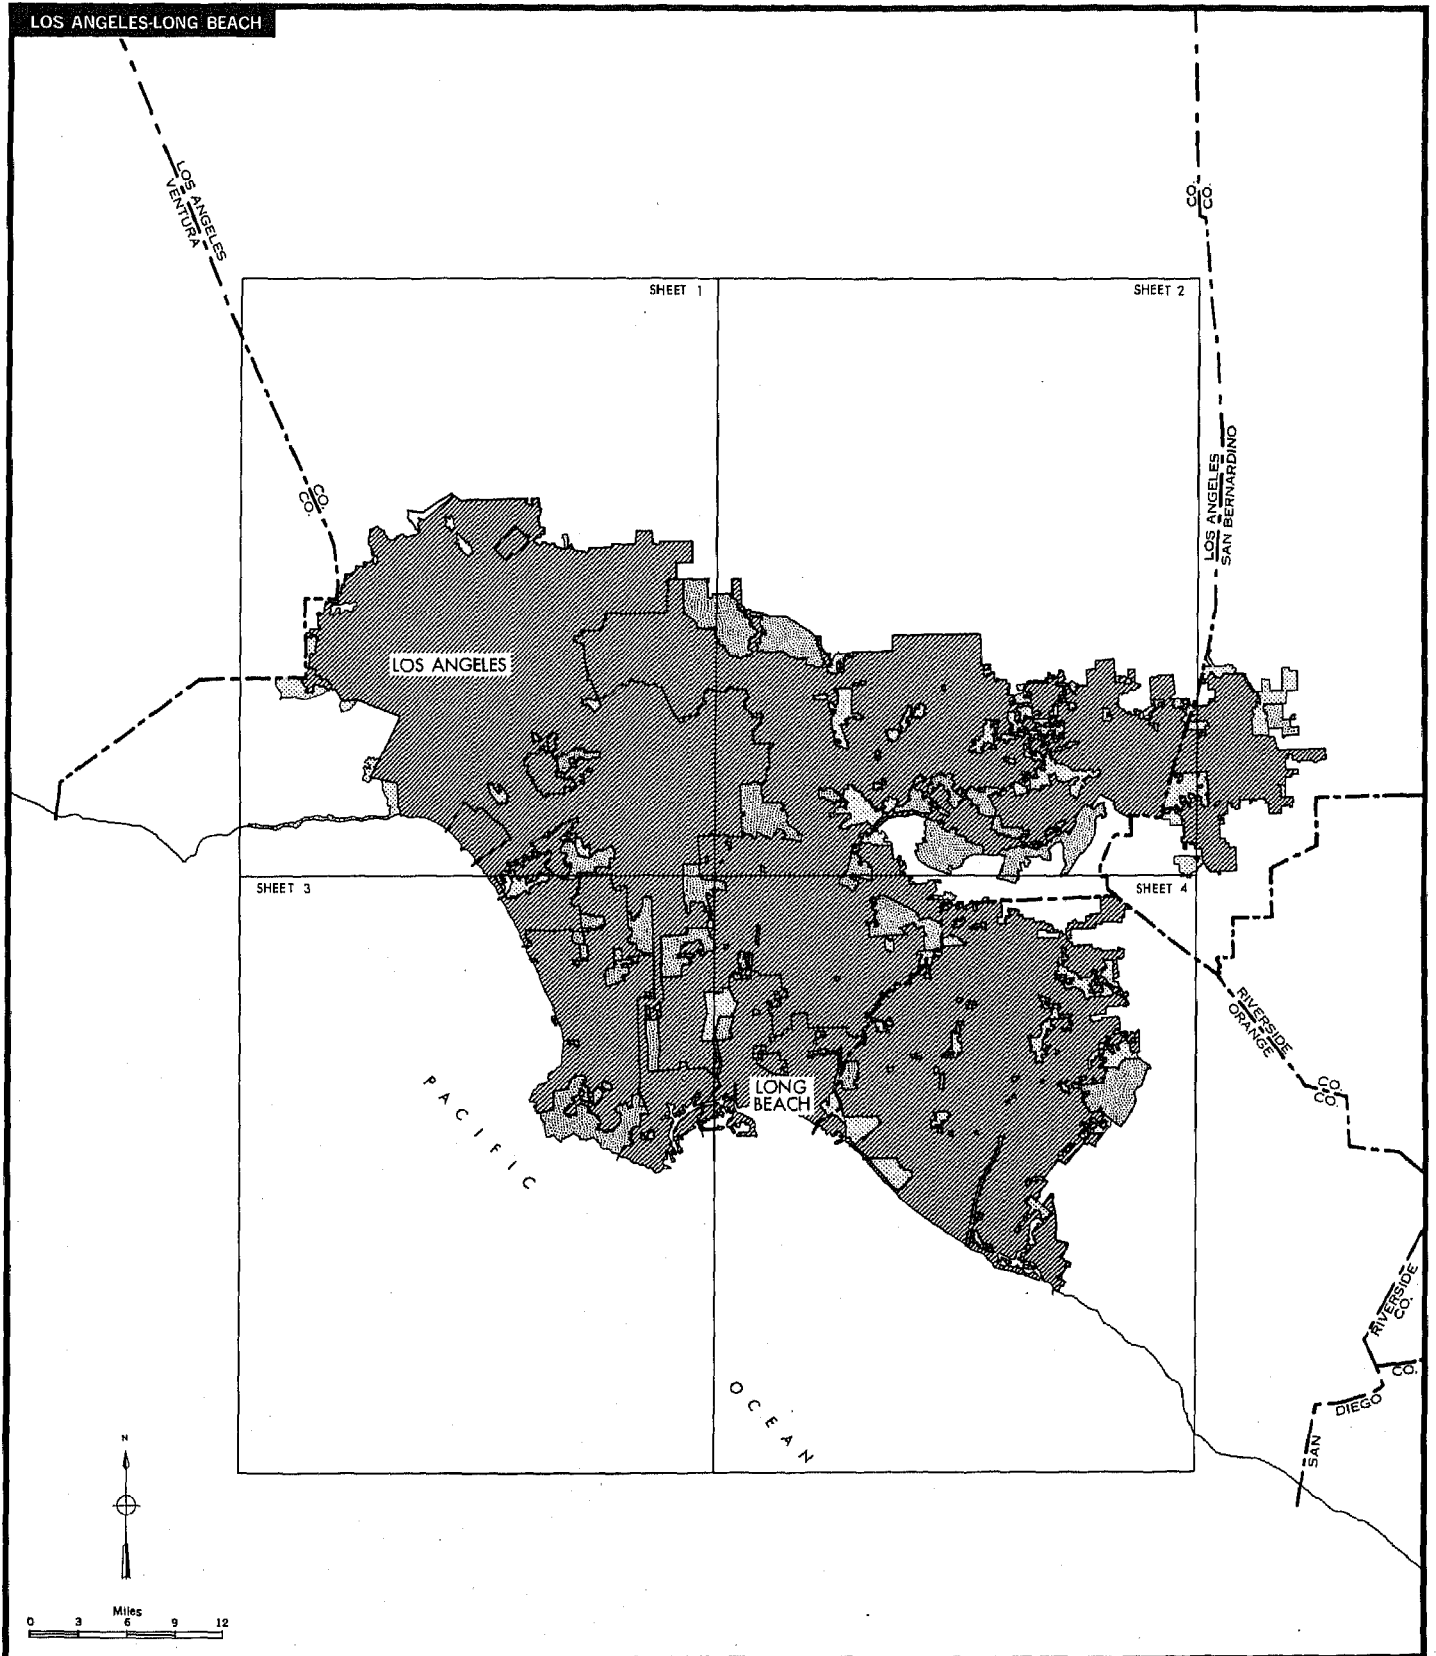 LOS ANGELES-LONG BEACH
LOS ANGELES CO.
VENTURA CO.
CO.
CO.
LOS ANGELES
SAN BERNARDINO
SHEET 1
SHEET 2
LOS ANGELES
SHEET 3
SHEET 4
RIVERSIDE CO.
ORANGE CO.
LONG
BEACH
PACIFIC
OCEAN
RIVERSIDE
CO.
CO.
DIEGO
SAN
N
Miles
0 3 6 9 12